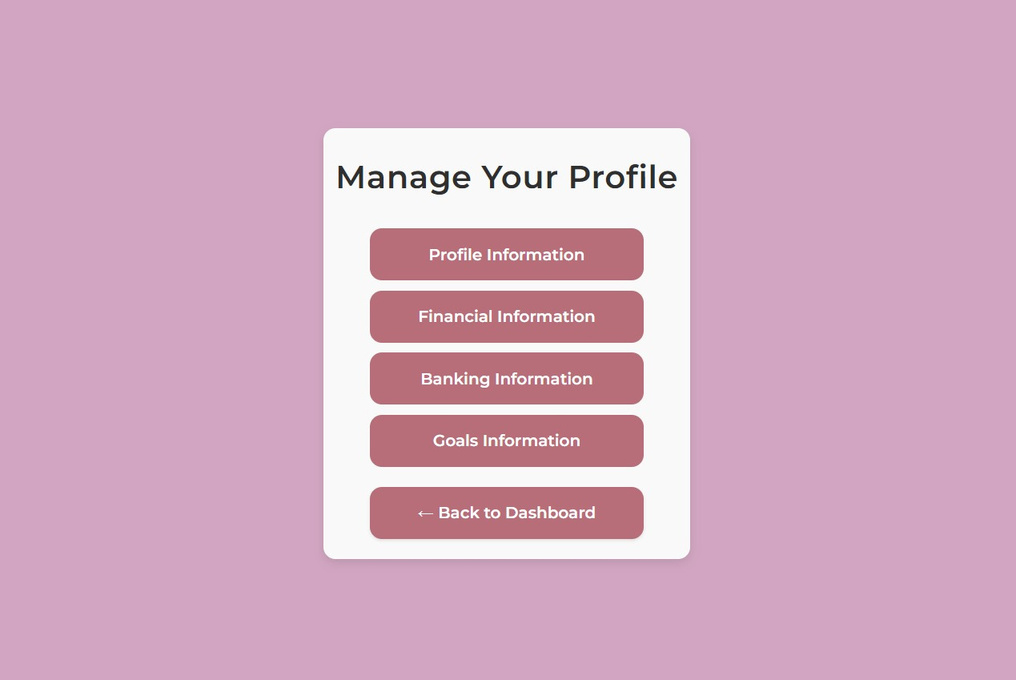 Manage Your Profile
Profile Information
Financial Information
Banking Information
Goals Information
← Back to Dashboard